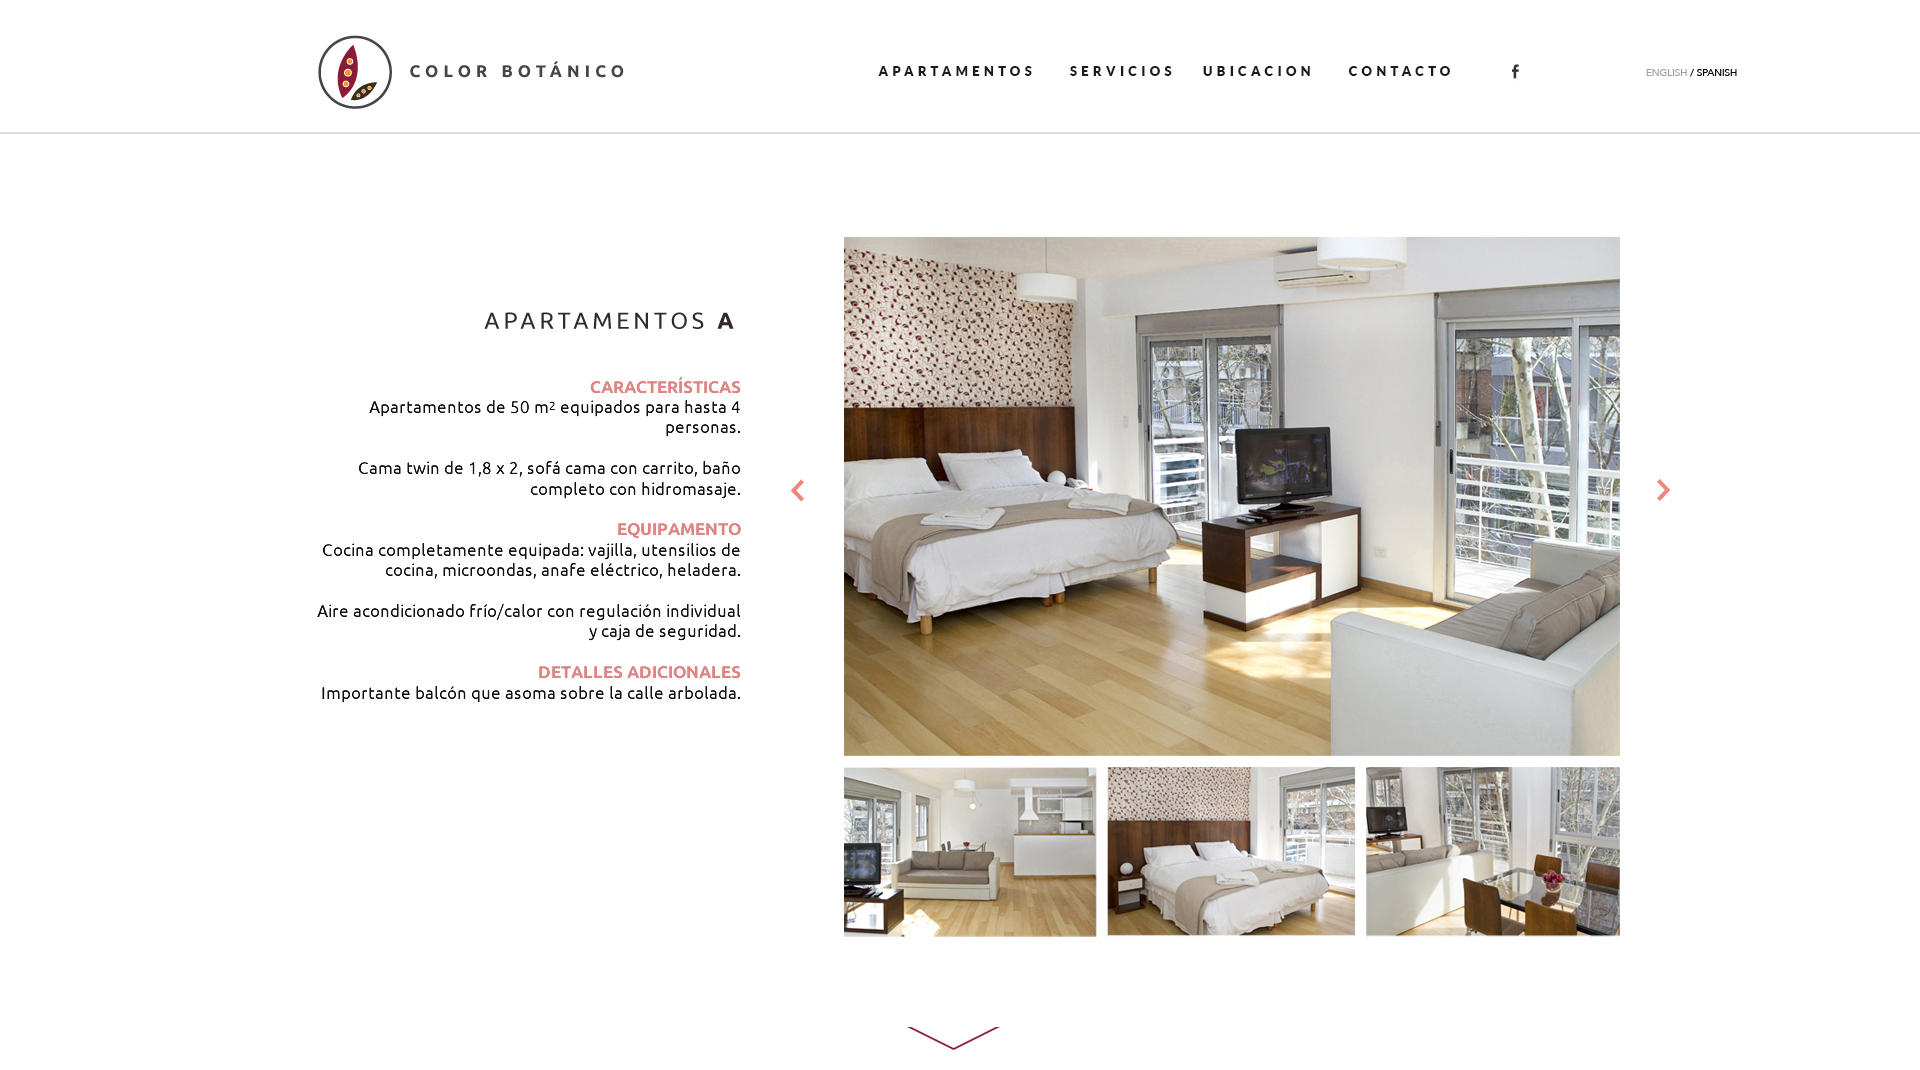 COLOR BOTÁNICO
APARTAMENTOS SERVICIOS UBICACION CONTACTO f ENGLISH / SPANISH
APARTAMENTOS A
CARACTERÍSTICAS
Apartamentos de 50 m² equipados para hasta 4
personas.
Cama twin de 1,8 x 2, sofá cama con carrito, baño
completo con hidromasaje.
EQUIPAMENTO
Cocina completamente equipada: vajilla, utensilios de
cocina, microondas, anafe eléctrico, heladera.
Aire acondicionado frío/calor con regulación individual
y caja de seguridad.
DETALLES ADICIONALES
Importante balcón que asoma sobre la calle arbolada.